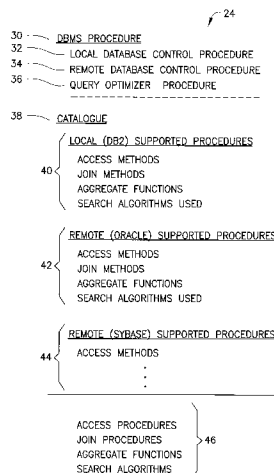 24
30 DBMS PROCEDURE
32 LOCAL DATABASE CONTROL PROCEDURE
34 REMOTE DATABASE CONTROL PROCEDURE
36 QUERY OPTIMIZER PROCEDURE
38 CATALOGUE
LOCAL (DB2) SUPPORTED PROCEDURES
ACCESS METHODS
40 JOIN METHODS
AGGREGATE FUNCTIONS
SEARCH ALGORITHMS USED
REMOTE (ORACLE) SUPPORTED PROCEDURES
ACCESS METHODS
42 JOIN METHODS
AGGREGATE FUNCTIONS
SEARCH ALGORITHMS USED
REMOTE (SYBASE) SUPPORTED PROCEDURES
44 ACCESS METHODS
.
.
.
ACCESS PROCEDURES
JOIN PROCEDURES 46
AGGREGATE FUNCTIONS
SEARCH ALGORITHMS